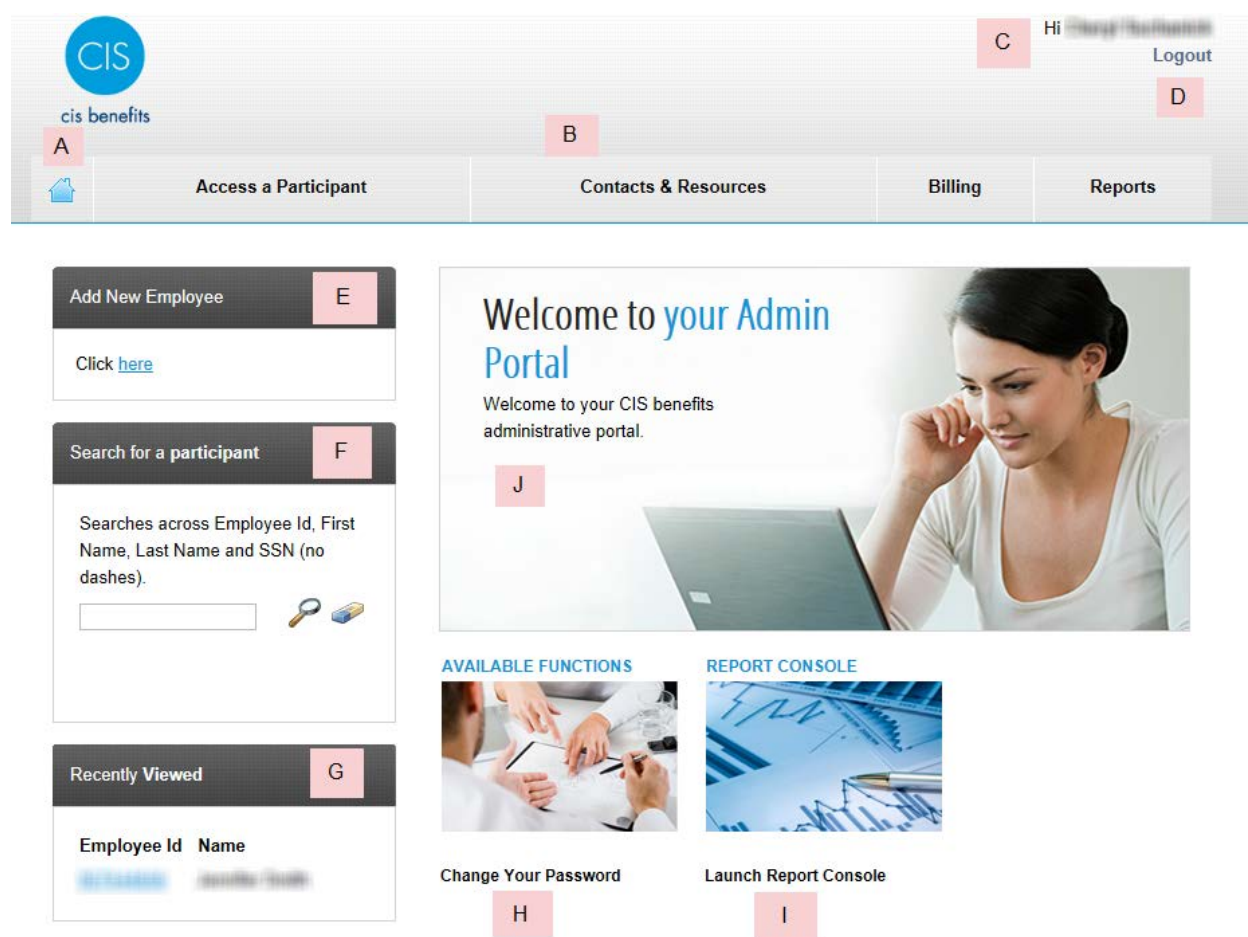 CIS
cis benefits
A
B
C
Hi
Logout
D
Access a Participant
Contacts & Resources
Billing
Reports
Add New Employee
E
Click here
Search for a participant
F
Searches across Employee Id, First
Name, Last Name and SSN (no
dashes).
Recently Viewed
G
Employee Id Name
Welcome to your Admin
Portal
Welcome to your CIS benefits
administrative portal.
J
AVAILABLE FUNCTIONS
REPORT CONSOLE
Change Your Password
Launch Report Console
H
I